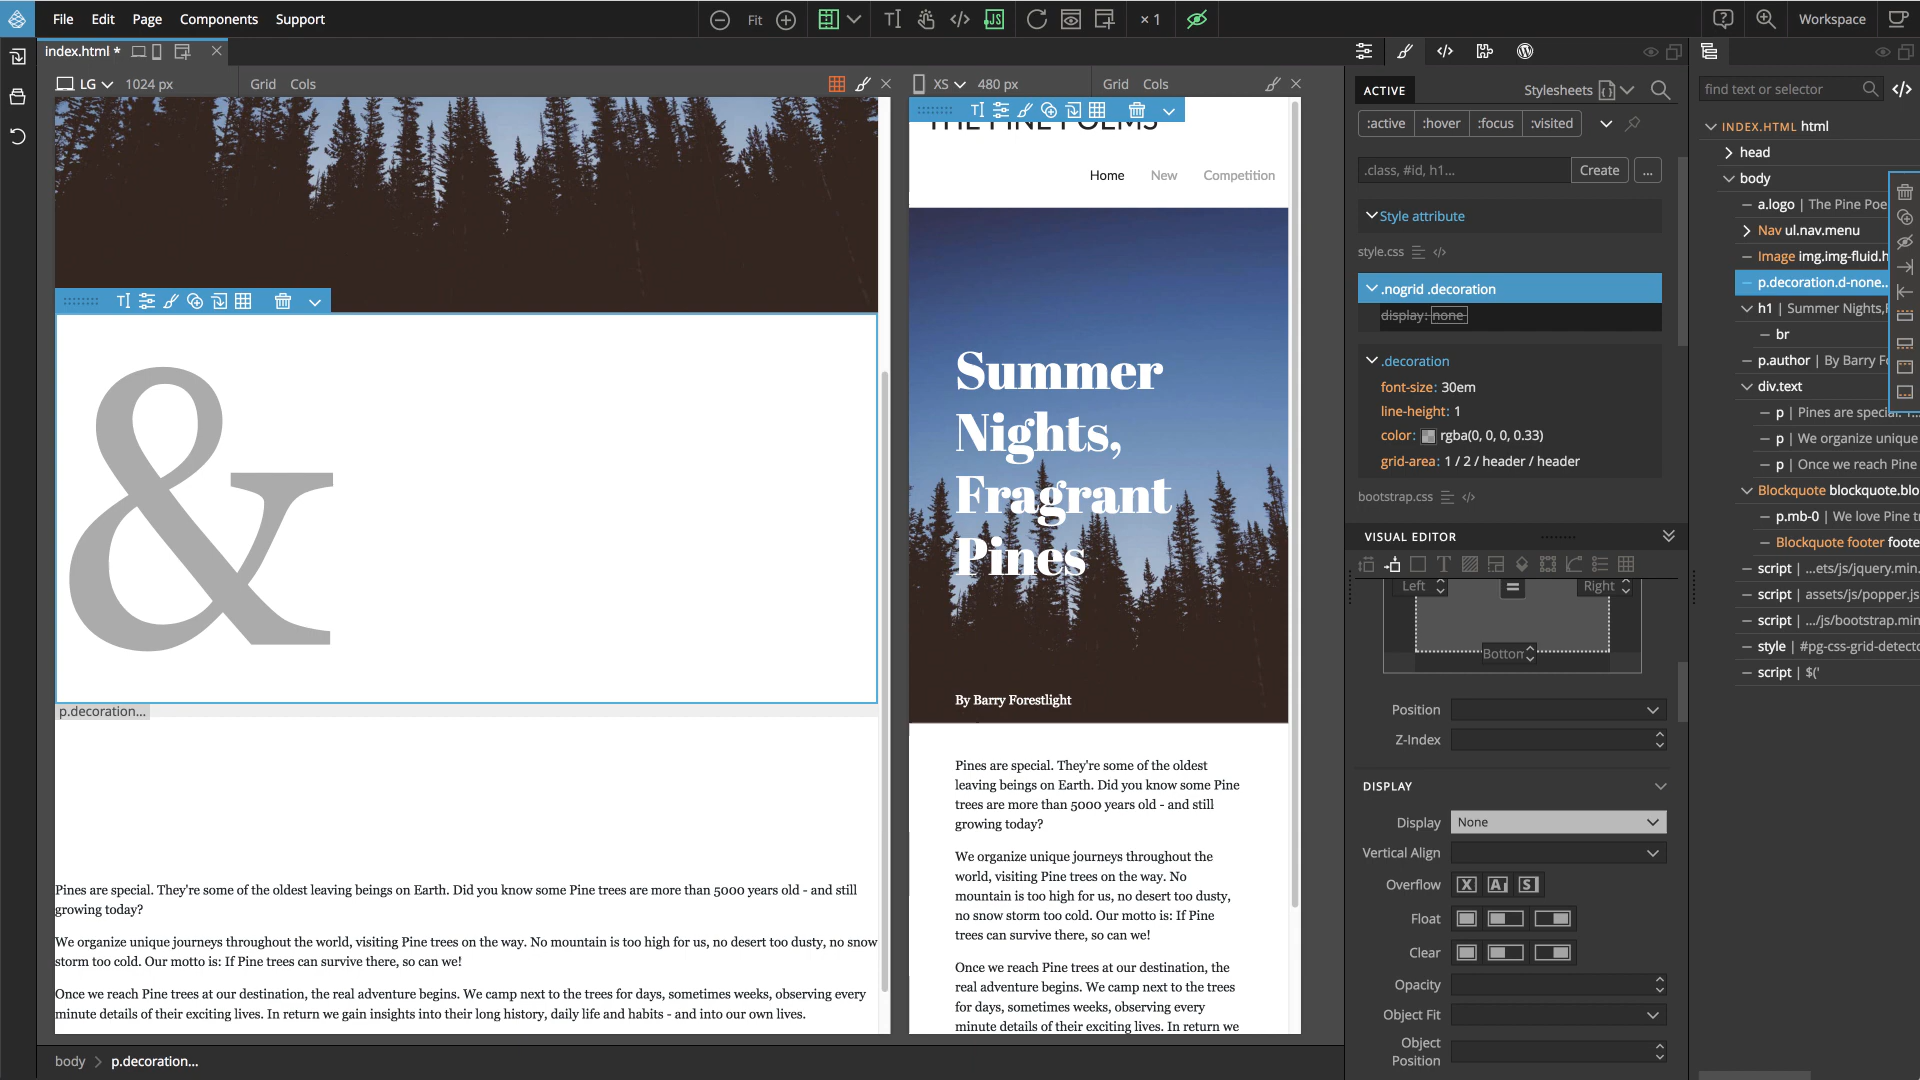 File Edit Page Components Support
Fit
× 1
Workspace
index.html *
LG 1024 px Grid Cols
XS 480 px Grid Cols
THE PINE POEMS
Home New Competition
&
p.decoration...
Pines are special. They're some of the oldest leaving beings on Earth. Did you know some Pine trees are more than 5000 years old - and still
growing today?
We organize unique journeys throughout the world, visiting Pine trees on the way. No mountain is too high for us, no desert too dusty, no snow
storm too cold. Our motto is: If Pine trees can survive there, so can we!
Once we reach Pine trees at our destination, the real adventure begins. We camp next to the trees for days, sometimes weeks, observing every
minute details of their exciting lives. In return we gain insights into their long history, daily life and habits - and into our own lives.
body > p.decoration...
Summer
Nights,
Fragrant
Pines
By Barry Forestlight
Pines are special. They're some of the oldest
leaving beings on Earth. Did you know some Pine
trees are more than 5000 years old - and still
growing today?
We organize unique journeys throughout the
world, visiting Pine trees on the way. No
mountain is too high for us, no desert too dusty,
no snow storm too cold. Our motto is: If Pine
trees can survive there, so can we!
Once we reach Pine trees at our destination, the
real adventure begins. We camp next to the trees
for days, sometimes weeks, observing every
minute details of their exciting lives. In return we
ACTIVE
Stylesheets
:active :hover :focus :visited
.class, #id, h1...
Create
...
Style attribute
style.css
.nogrid .decoration
display: none
.decoration
font-size: 30em
line-height: 1
color: rgba(0, 0, 0, 0.33)
grid-area: 1 / 2 / header / header
bootstrap.css
VISUAL EDITOR
Left = Right
Bottom
Position
Z-Index
DISPLAY
Display None
Vertical Align
Overflow X A S
Float
Clear
Opacity
Object Fit
Object
Position
find text or selector
INDEX.HTML html
head
body
a.logo | The Pine Poe
Nav ul.nav.menu
Image img.img-fluid.h
p.decoration.d-none..
h1 | Summer Nights,F
br
p.author | By Barry Fo
div.text
p | Pines are special. T...
p | We organize unique
p | Once we reach Pine
Blockquote blockquote.blo
p.mb-0 | We love Pine tr
Blockquote footer foote
script | ...ets/js/jquery.min.
script | assets/js/popper.js
script | .../js/bootstrap.min
style | #pg-css-grid-detecto
script | $('